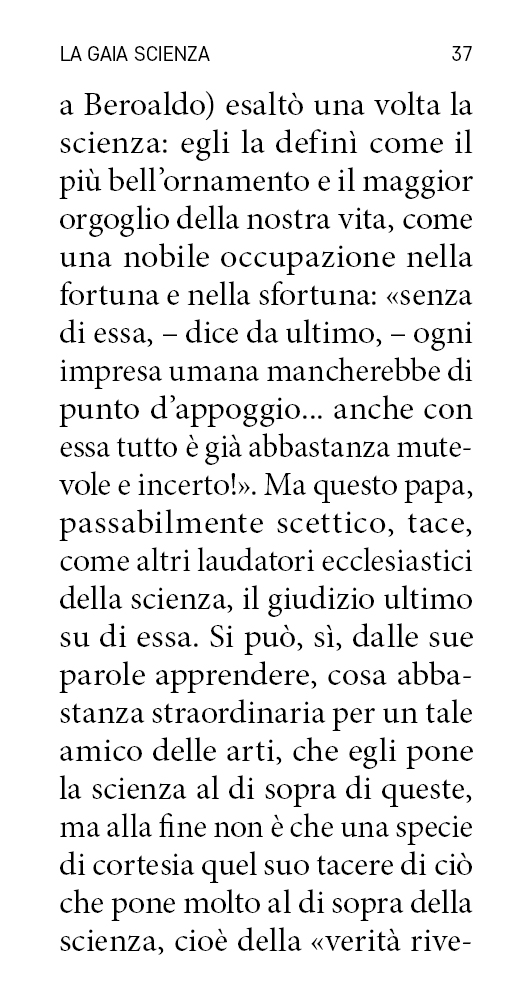 LA GAIA SCIENZA 37
a Beroaldo) esaltò una volta la
scienza: egli la definì come il
più bell’ornamento e il maggior
orgoglio della nostra vita, come
una nobile occupazione nella
fortuna e nella sfortuna: «senza
di essa, – dice da ultimo, – ogni
impresa umana mancherebbe di
punto d’appoggio... anche con
essa tutto è già abbastanza mute-
vole e incerto!». Ma questo papa,
passabilmente scettico, tace,
come altri laudatori ecclesiastici
della scienza, il giudizio ultimo
su di essa. Si può, sì, dalle sue
parole apprendere, cosa abba-
stanza straordinaria per un tale
amico delle arti, che egli pone
la scienza al di sopra di queste,
ma alla fine non è che una specie
di cortesia quel suo tacere di ciò
che pone molto al di sopra della
scienza, cioè della «verità rive-